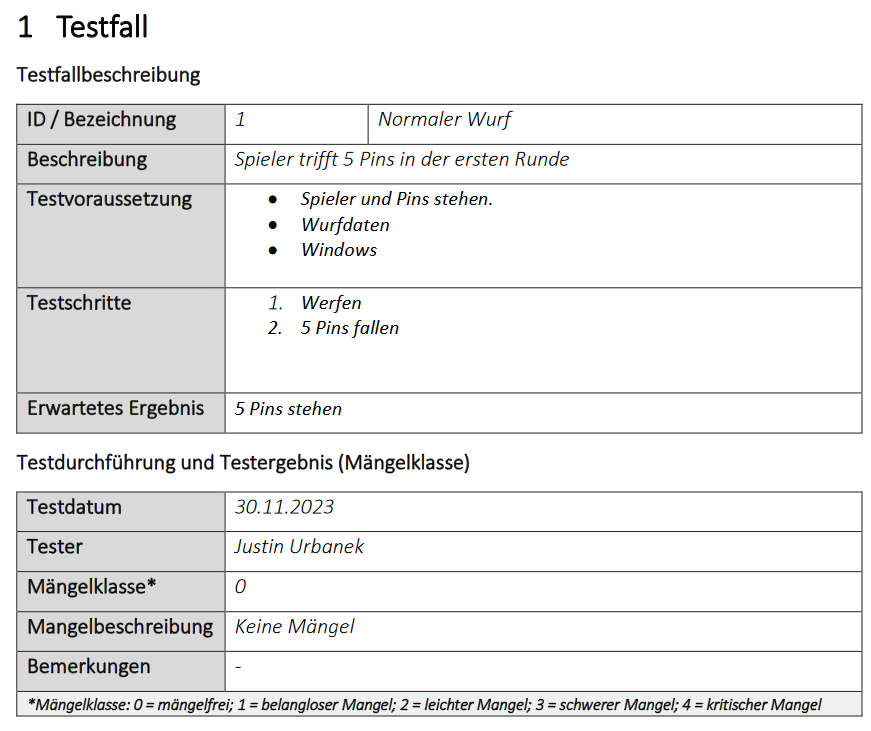 1 Testfall
Testfallbeschreibung
ID / Bezeichnung 1 Normaler Wurf
Beschreibung Spieler trifft 5 Pins in der ersten Runde
Testvoraussetzung
• Spieler und Pins stehen.
• Wurfdaten
• Windows
Testschritte
1. Werfen
2. 5 Pins fallen
Erwartetes Ergebnis 5 Pins stehen
Testdurchführung und Testergebnis (Mängelklasse)
Testdatum 30.11.2023
Tester Justin Urbanek
Mängelklasse* 0
Mangelbeschreibung Keine Mängel
Bemerkungen -
*Mängelklasse: 0 = mängelfrei; 1 = belangloser Mangel; 2 = leichter Mangel; 3 = schwerer Mangel; 4 = kritischer Mangel